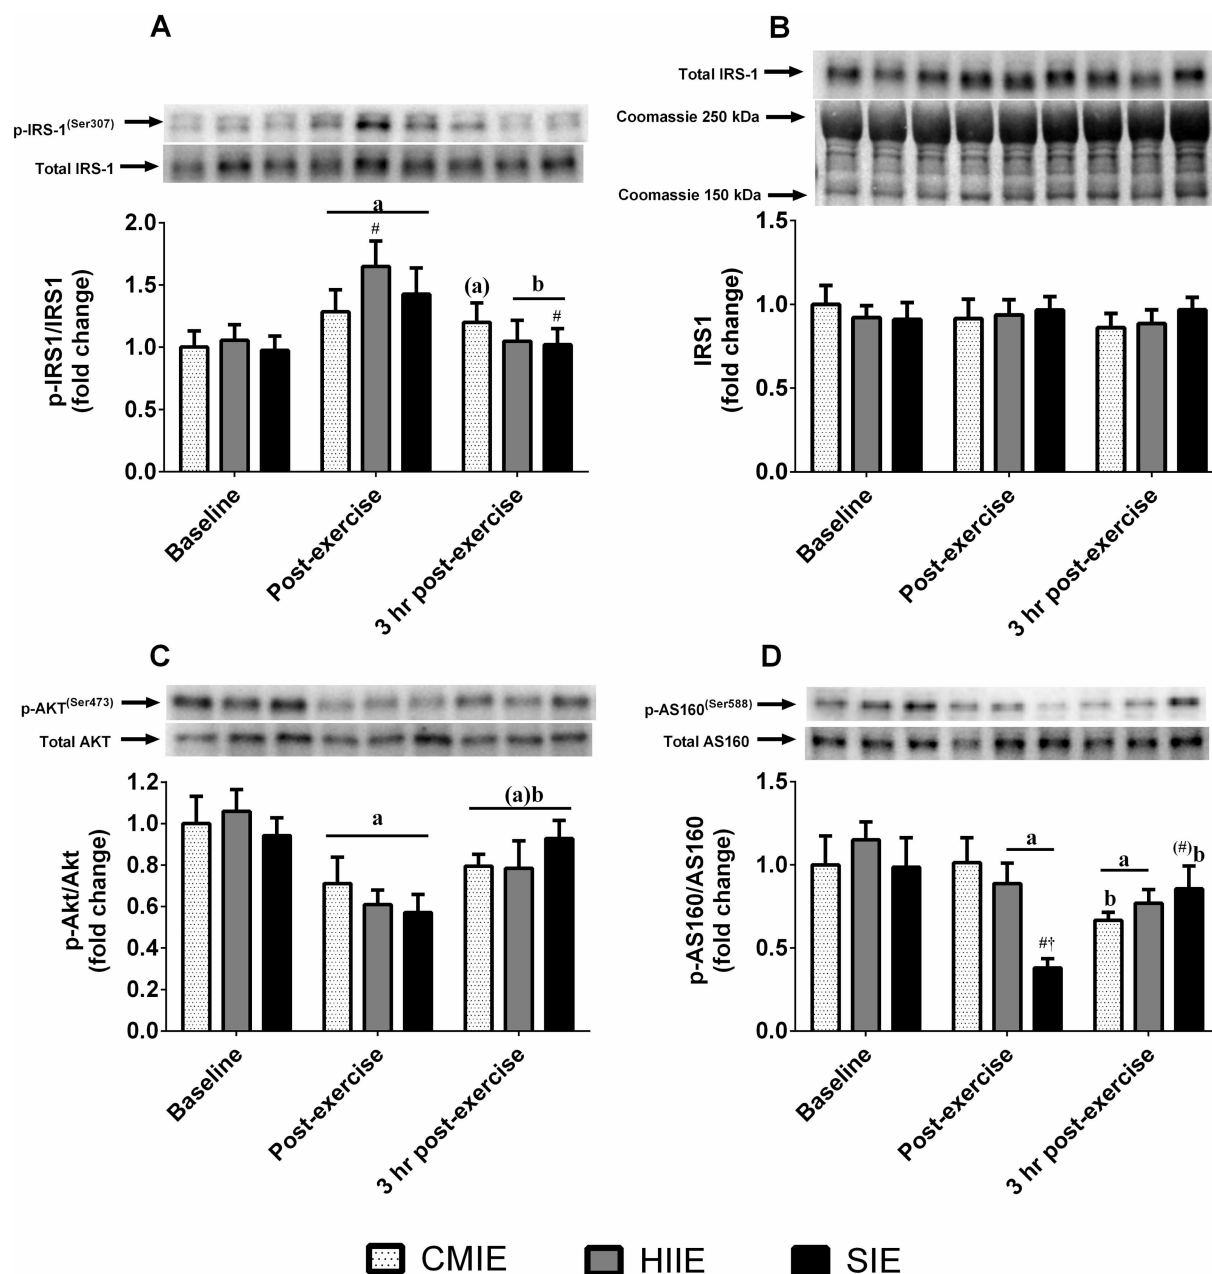 A
p-IRS-1(Ser307)
Total IRS-1
a
#
(a)
b
#
p-IRS1/IRS1
(fold change)
2.0
1.5
1.0
0.5
0.0
Baseline
Post-exercise
3 hr post-exercise
B
Total IRS-1
Coomassie 250 kDa
Coomassie 150 kDa
IRS1
(fold change)
1.5
1.0
0.5
0.0
Baseline
Post-exercise
3 hr post-exercise
C
p-AKT(Ser473)
Total AKT
a
(a)b
p-Akt/Akt
(fold change)
1.2
1.0
0.8
0.6
0.4
0.2
0.0
Baseline
Post-exercise
3 hr post-exercise
D
p-AS160(Ser588)
Total AS160
a
#†
a
b
(#)b
p-AS160/AS160
(fold change)
1.5
1.0
0.5
0.0
Baseline
Post-exercise
3 hr post-exercise
CMIE HIIE SIE